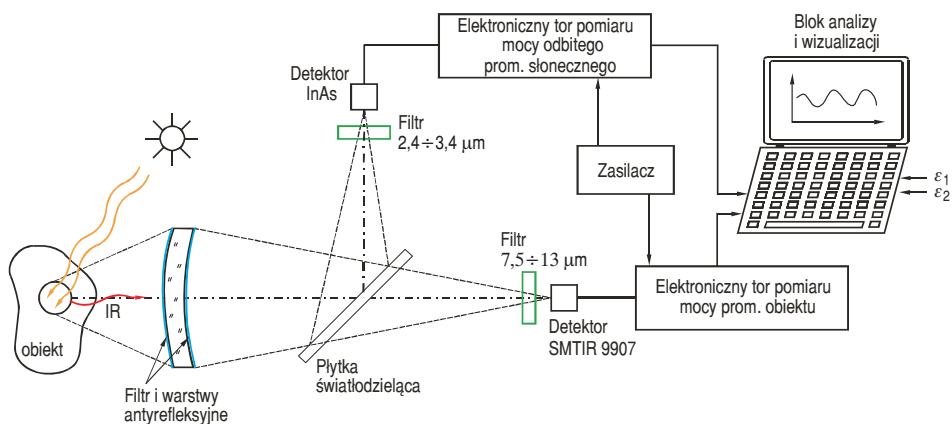 Elektroniczny tor pomiaru
mocy odbitego
prom. słonecznego
Blok analizy
i wizualizacji
Detektor
InAs
Filtr
2,4÷3,4 μm
Zasilacz
ε1
ε2
Filtr
7,5÷13 μm
IR
obiekt
Elektroniczny tor pomiaru
mocy prom. obiektu
Detektor
SMTIR 9907
Płytka
światłodzieląca
Filtr i warstwy
antyrefleksyjne